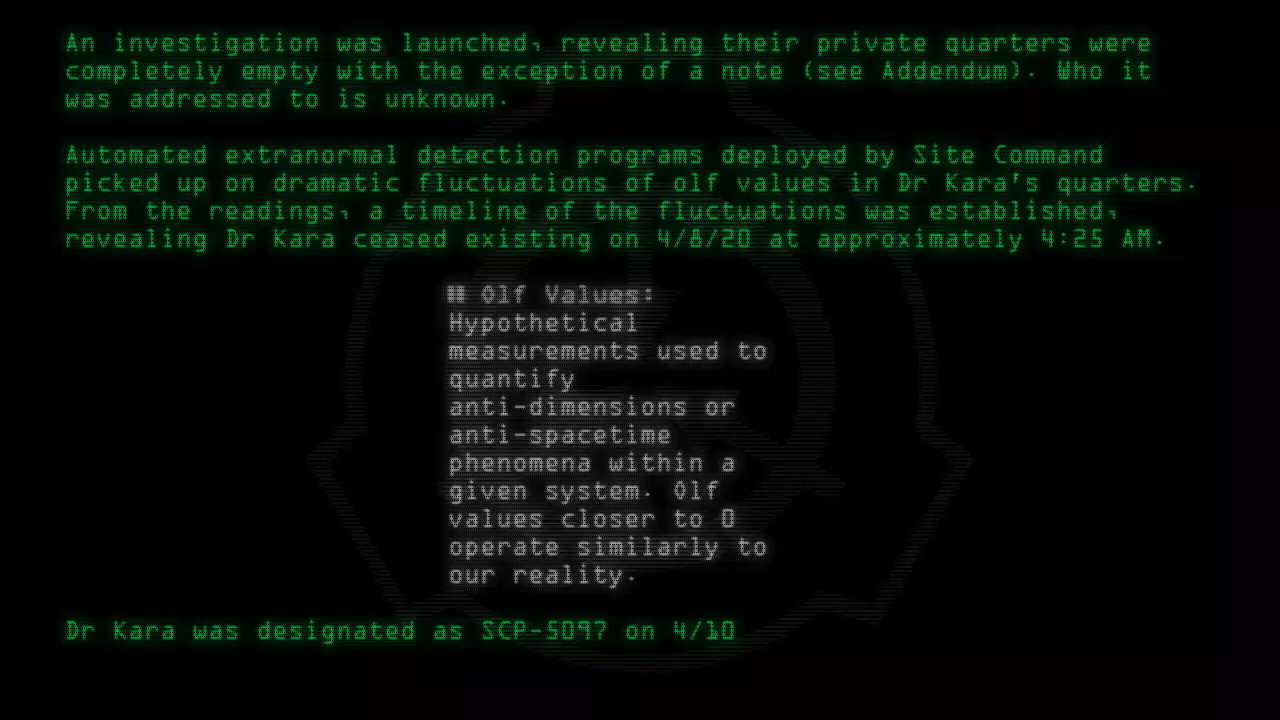 An investigation was launched, revealing their private quarters were
completely empty with the exception of a note (see Addendum). Who it
was addressed to is unknown.
Automated extranormal detection programs deployed by Site Command
picked up on dramatic fluctuations of olf values in Dr Kara's quarters.
From the readings, a timeline of the fluctuations was established,
revealing Dr Kara ceased existing on 4/8/20 at approximately 4:25 AM.
## Olf Values:
Hypothetical
measurements used to
quantify
anti-dimensions or
anti-spacetime
phenomena within a
given system. Olf
values closer to 0
operate similarly to
our reality.
Dr Kara was designated as SCP-5097 on 4/10